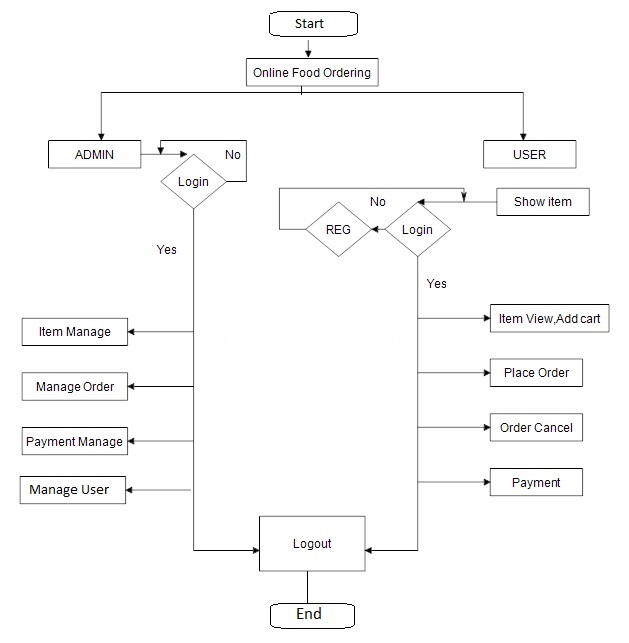 Start
Online Food Ordering
ADMIN
No
USER
Login
No
Show item
REG
Login
Yes
Yes
Item Manage
Item View,Add cart
Manage Order
Place Order
Payment Manage
Order Cancel
Manage User
Payment
Logout
End